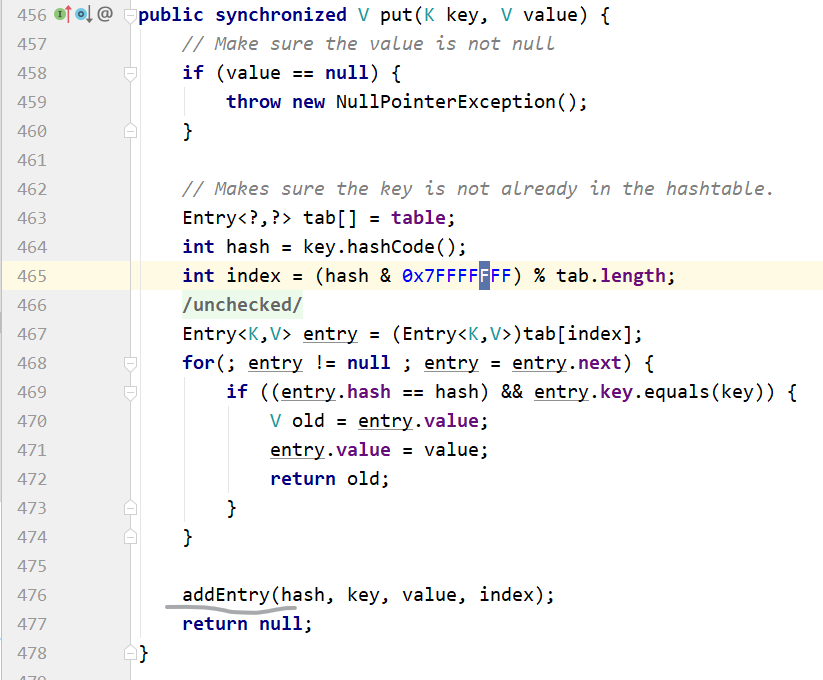 456 public synchronized V put(K key, V value) {
457 // Make sure the value is not null
458 if (value == null) {
459 throw new NullPointerException();
460 }
461
462 // Makes sure the key is not already in the hashtable.
463 Entry<?,?> tab[] = table;
464 int hash = key.hashCode();
465 int index = (hash & 0x7FFFFFFF) % tab.length;
466 /unchecked/
467 Entry<K,V> entry = (Entry<K,V>)tab[index];
468 for(; entry != null ; entry = entry.next) {
469 if ((entry.hash == hash) && entry.key.equals(key)) {
470 V old = entry.value;
471 entry.value = value;
472 return old;
473 }
474 }
475
476 addEntry(hash, key, value, index);
477 return null;
478 }